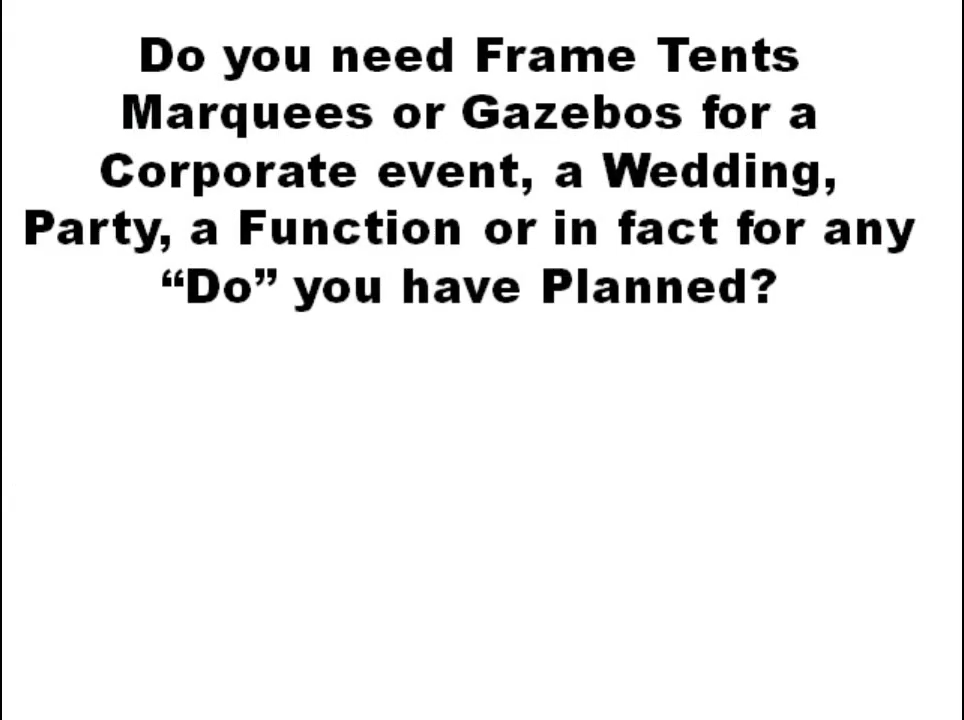 Do you need Frame Tents
Marquees or Gazebos for a
Corporate event, a Wedding,
Party, a Function or in fact for any
“Do” you have Planned?